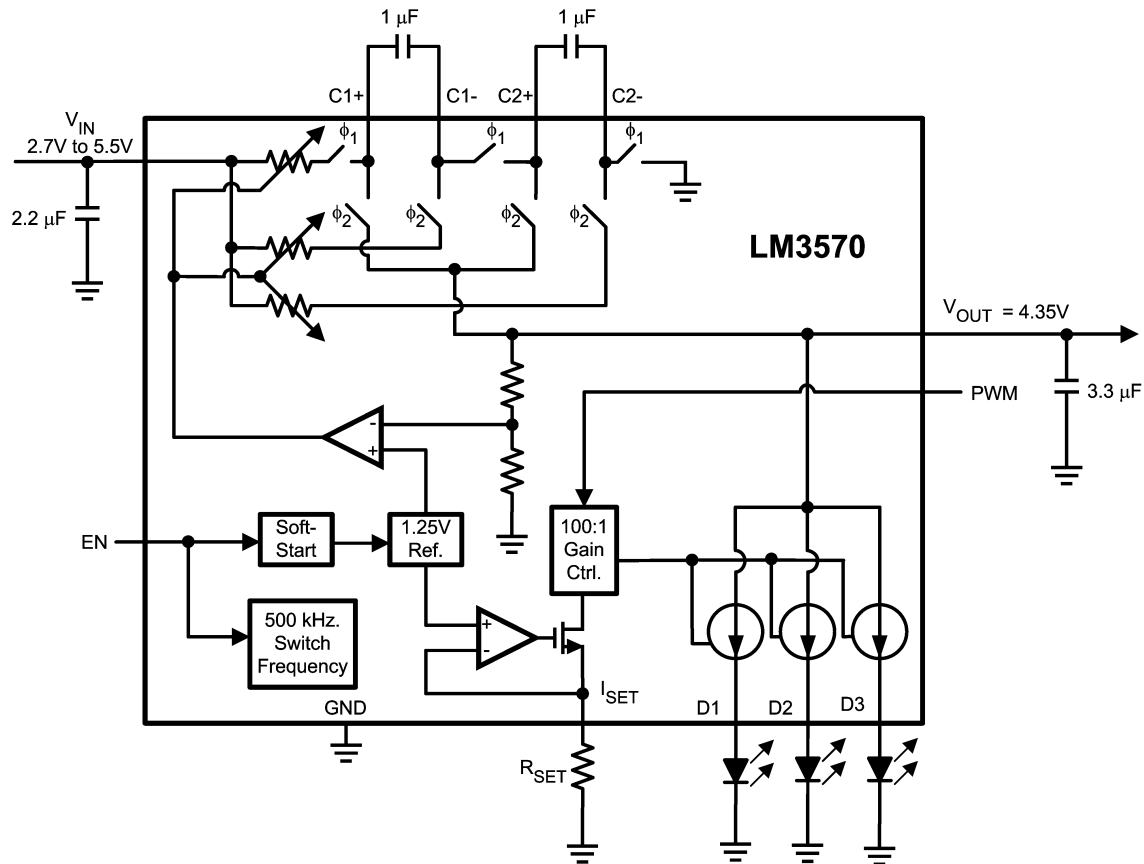 1 µF
1 µF
C1+
C1-
C2+
C2-
V_IN
2.7V to 5.5V
ϕ1
ϕ1
ϕ1
2.2 µF
ϕ2
ϕ2
ϕ2
ϕ2
LM3570
V_OUT = 4.35V
PWM
3.3 µF
-
+
EN
Soft-
Start
1.25V
Ref.
100:1
Gain
Ctrl.
500 kHz.
Switch
Frequency
+
-
I_SET
GND
D1
D2
D3
R_SET